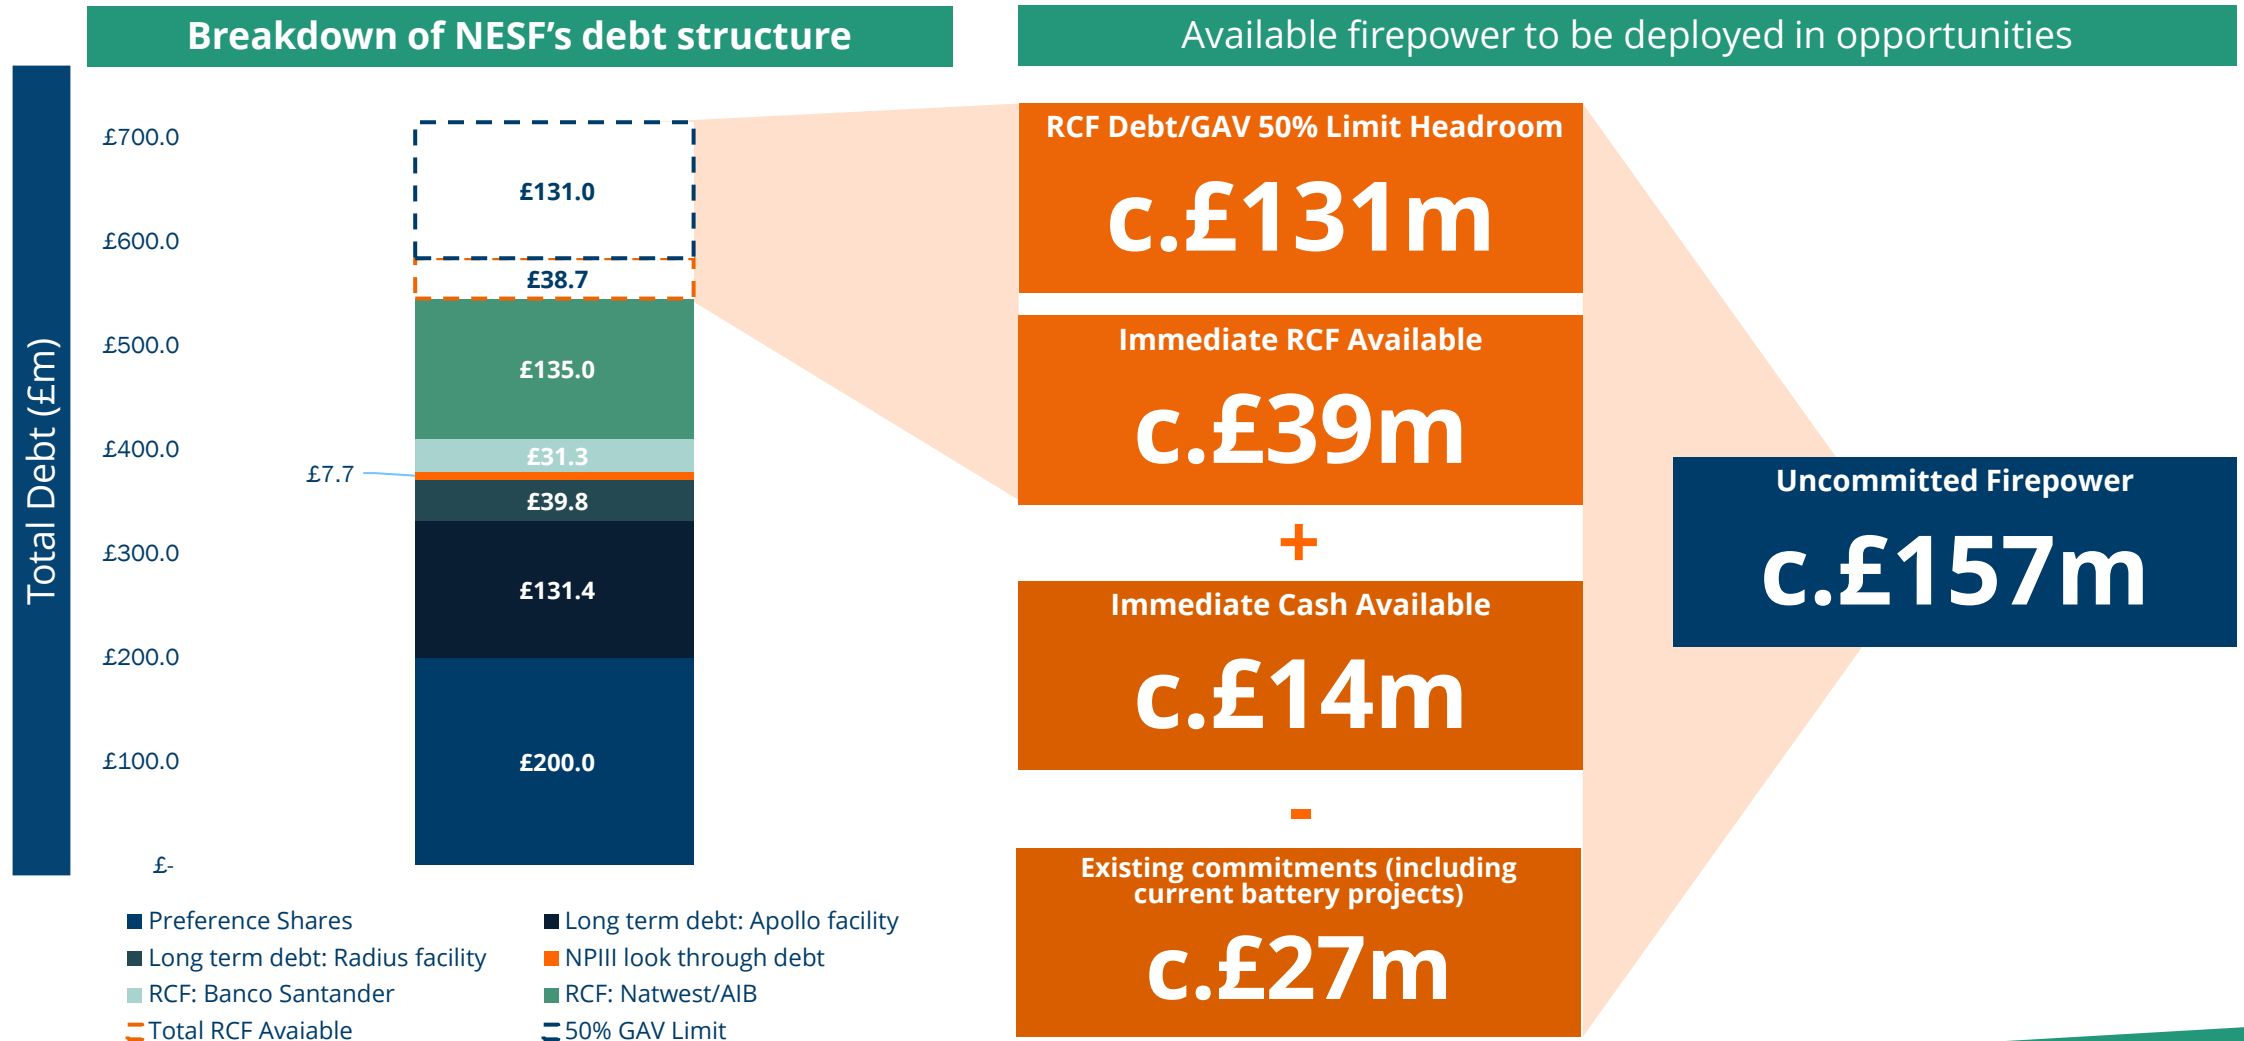 Breakdown of NESF's debt structure
Total Debt (£m)
£700.0
£600.0
£500.0
£400.0
£300.0
£200.0
£100.0
£-
£131.0
£38.7
£135.0
£31.3
£7.7
£39.8
£131.4
£200.0
Preference Shares
Long term debt: Apollo facility
Long term debt: Radius facility
NPIII look through debt
RCF: Banco Santander
RCF: Natwest/AIB
Total RCF Avaiable
50% GAV Limit
Available firepower to be deployed in opportunities
RCF Debt/GAV 50% Limit Headroom
c.£131m
Immediate RCF Available
c.£39m
+
Immediate Cash Available
c.£14m
-
Existing commitments (including
current battery projects)
c.£27m
Uncommitted Firepower
c.£157m